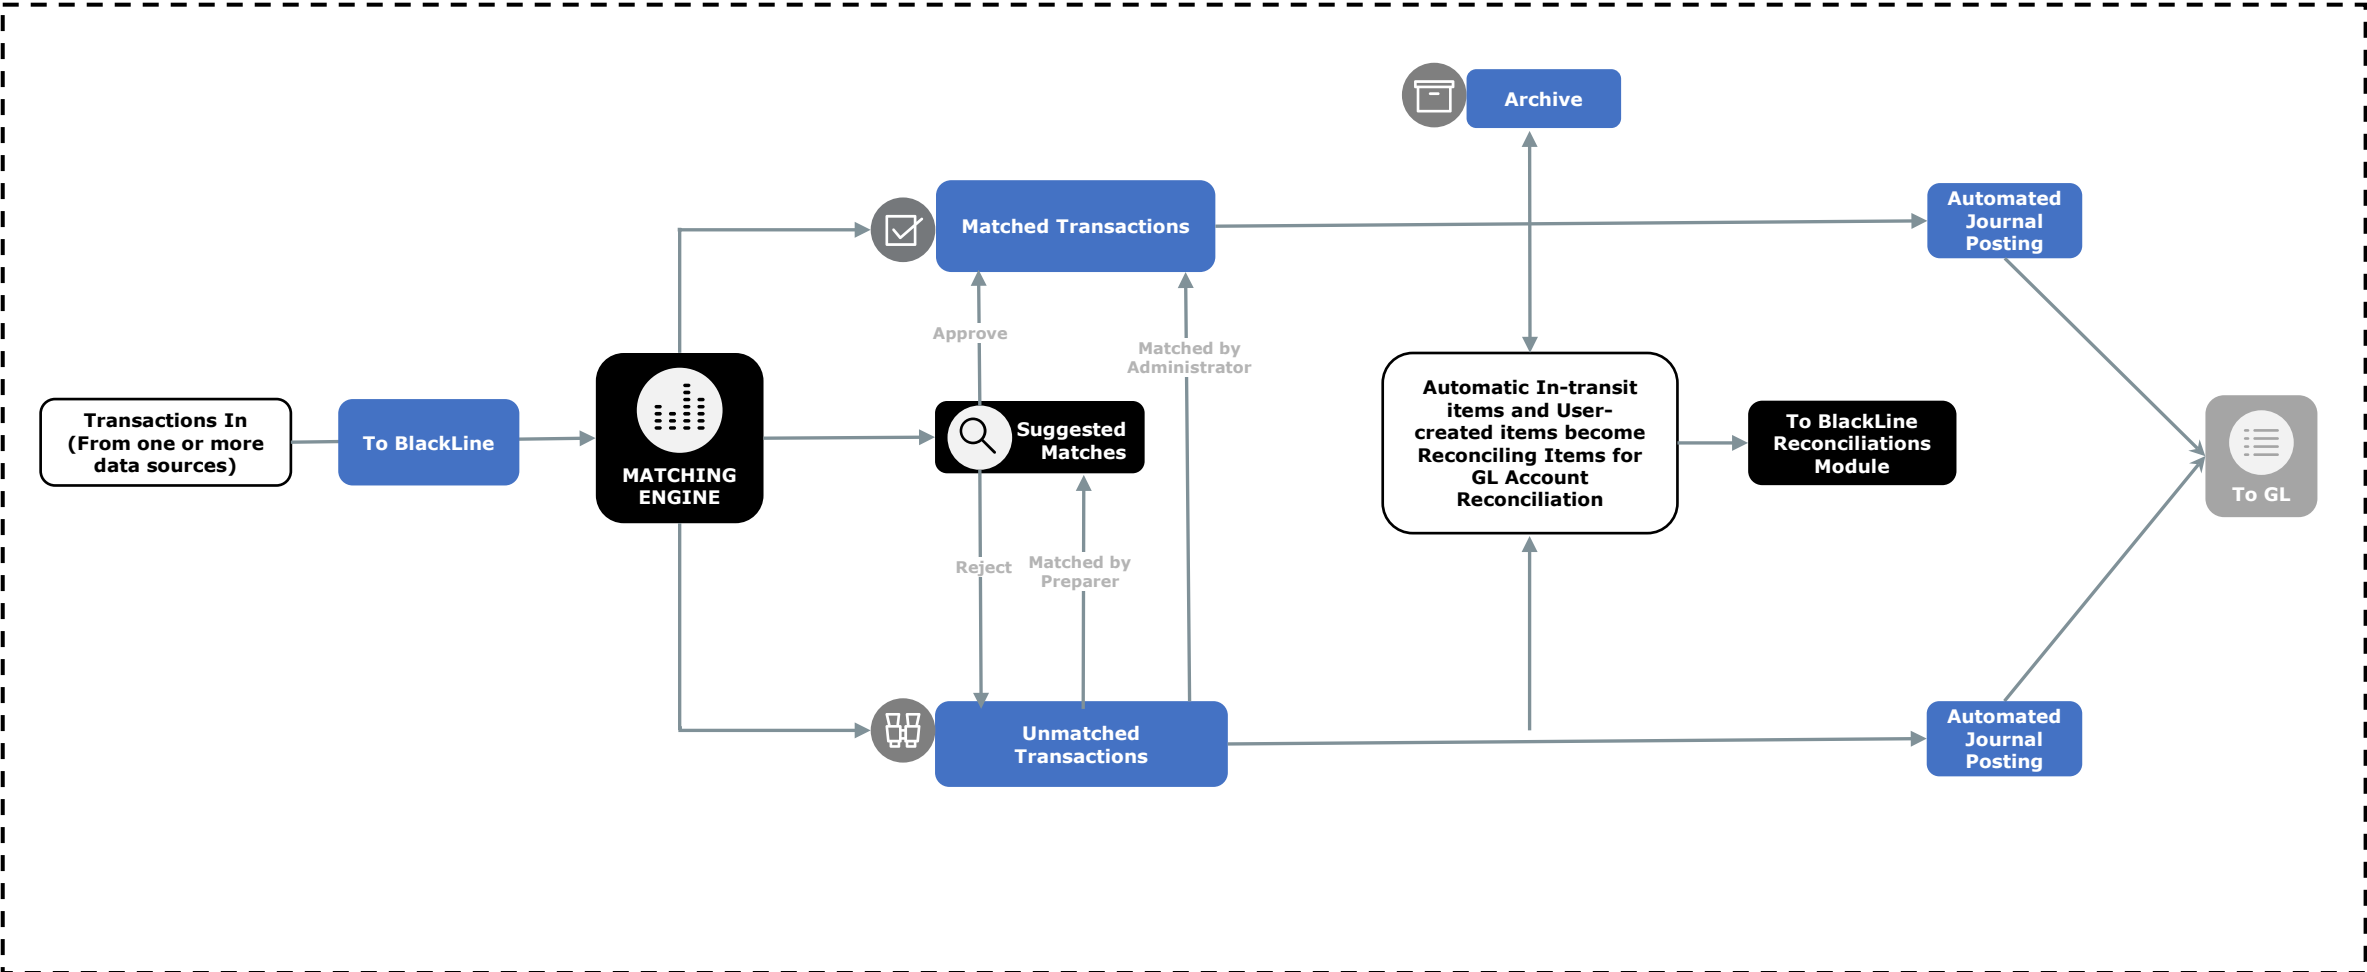 Archive
Matched Transactions
Automated
Journal
Posting
Approve
Matched by
Administrator
Transactions In
(From one or more
data sources)
To BlackLine
MATCHING
ENGINE
Suggested
Matches
Automatic In-transit
items and User-
created items become
Reconciling Items for
GL Account
Reconciliation
To BlackLine
Reconciliations
Module
To GL
Reject
Matched by
Preparer
Unmatched
Transactions
Automated
Journal
Posting